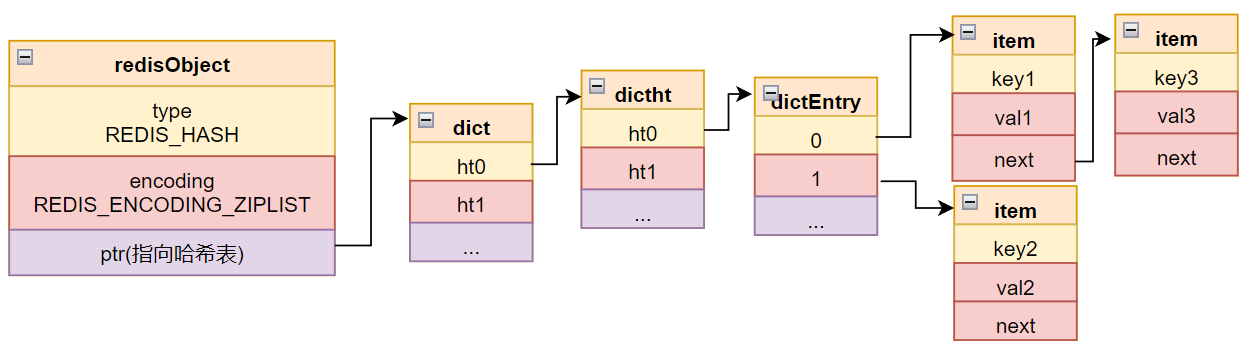 redisObject
type
REDIS_HASH
encoding
REDIS_ENCODING_ZIPLIST
ptr(指向哈希表)
dict
ht0
ht1
...
dictht
ht0
ht1
...
dictEntry
0
1
...
item
key1
val1
next
item
key3
val3
next
item
key2
val2
next